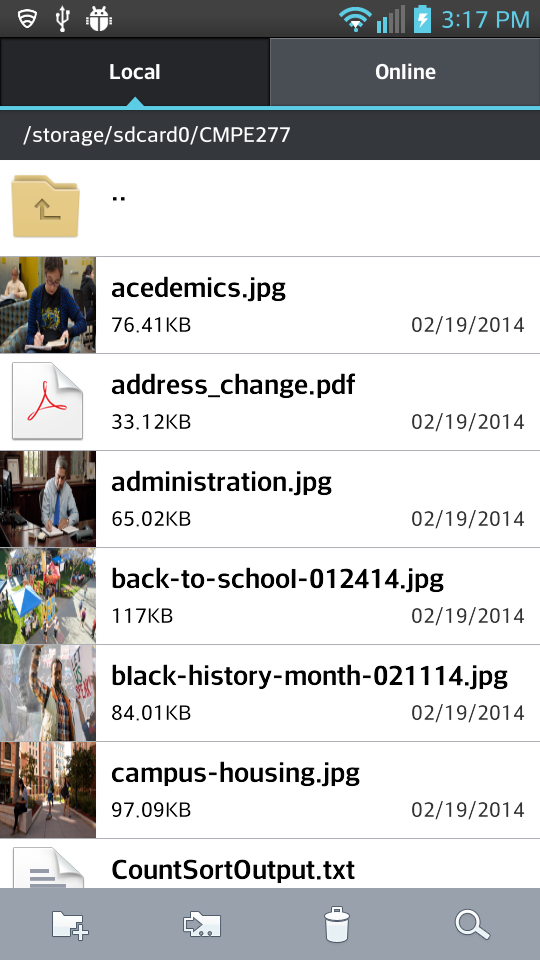 3:17 PM
Local Online
/storage/sdcard0/CMPE277
..
acedemics.jpg
76.41KB 02/19/2014
address_change.pdf
33.12KB 02/19/2014
administration.jpg
65.02KB 02/19/2014
back-to-school-012414.jpg
117KB 02/19/2014
black-history-month-021114.jpg
84.01KB 02/19/2014
campus-housing.jpg
97.09KB 02/19/2014
CountSortOutput.txt